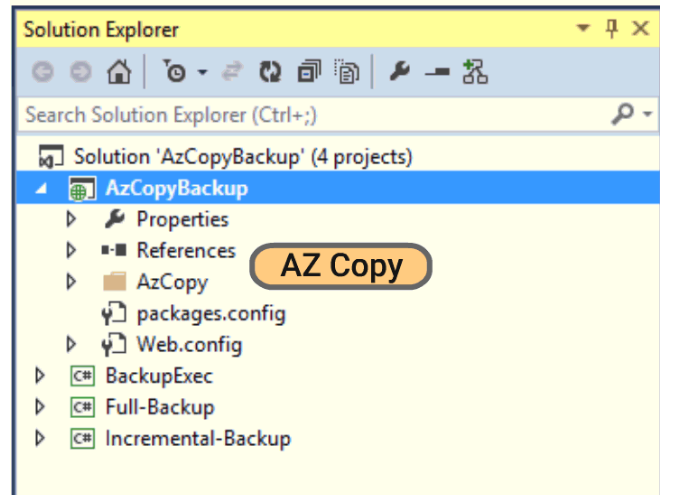 Solution Explorer
Search Solution Explorer (Ctrl+;)
Solution 'AzCopyBackup' (4 projects)
AzCopyBackup
Properties
References
AZ Copy
AzCopy
packages.config
Web.config
C# BackupExec
C# Full-Backup
C# Incremental-Backup